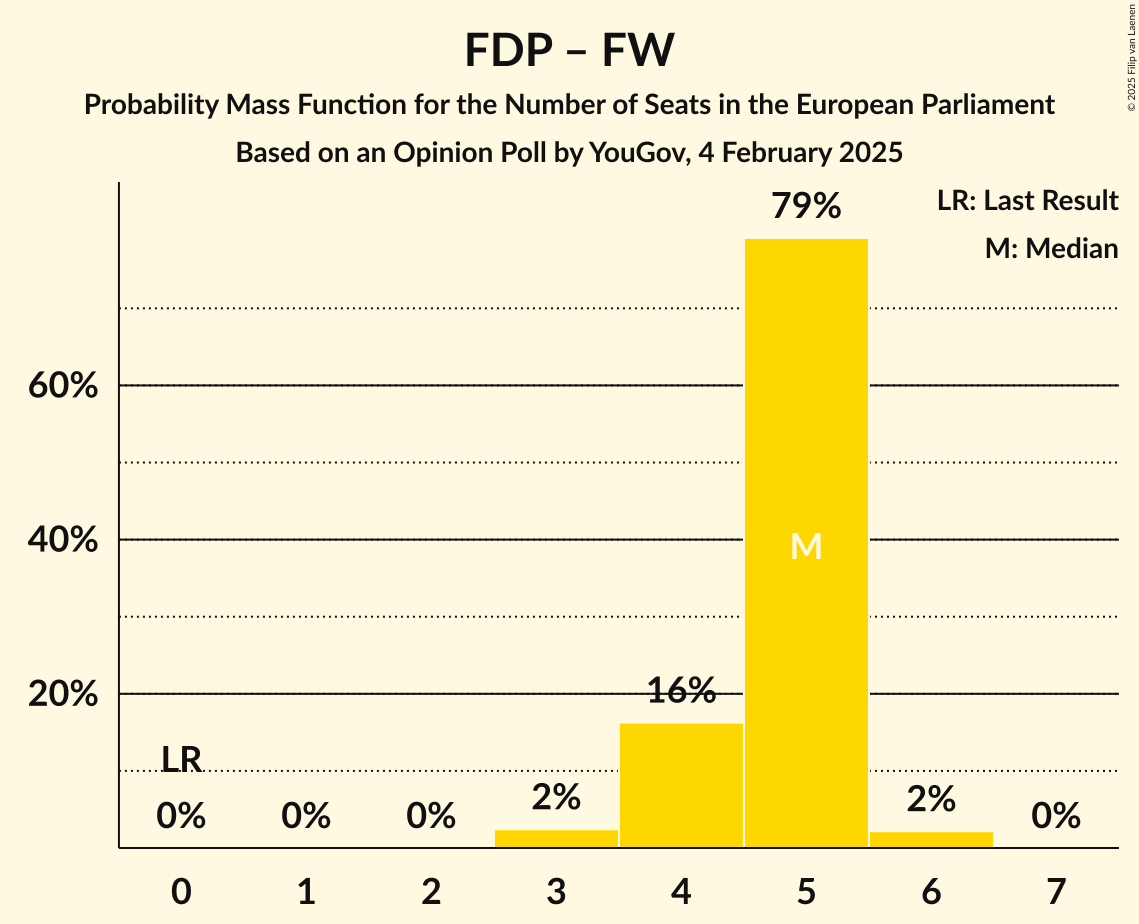 FDP – FW
Probability Mass Function for the Number of Seats in the European Parliament
Based on an Opinion Poll by YouGov, 4 February 2025
© 2025 Filip van Laenen
LR: Last Result
M: Median
79%
60%
40%
M
20%
16%
LR
0%
0%
0%
2%
2%
0%
0
1
2
3
4
5
6
7